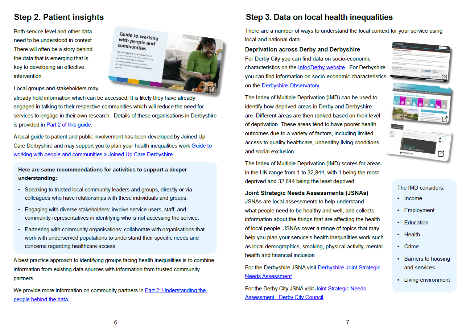 Step 2. Patient insights
Both service level and other data
need to be understood in context.
There will often be a story behind
the data that is emerging that is
key to developing an effective
intervention.
Guide to working
with people and
communities
Local groups and stakeholders may
already hold information which can be accessed. It is likely they have already
engaged in talking to their respective communities which will reduce the need for
services to engage in their own research. Details of these organisations in Derbyshire
is provided in Part 2 of this guide.
A local guide to patient and public involvement has been developed by Joined Up
Care Derbyshire and may support you to plan your health inequalities work Guide to
working with people and communities » Joined Up Care Derbyshire
Here are some recommendations for activities to support a deeper
understanding:
• Speaking to trusted local community leaders and groups, directly or via
colleagues who have relationships with these individuals and groups.
• Engaging with diverse stakeholders: involve service users, staff, and
community representatives in identifying who is not accessing the service.
• Partnering with community organisations: collaborate with organisations that
work with underserved populations to understand their specific needs and
concerns regarding healthcare access.
A best practice approach to identifying groups facing health inequalities is to combine
information from existing data sources with information from trusted community
partners.
We provide more information on community partners in Part 2: Understanding the
people behind the data.
6
Step 3. Data on local health inequalities
There are a number of ways to understand the local context for your service using
local and national data.
Deprivation across Derby and Derbyshire
For Derby City you can find data on socio-economic
characteristics on the Info4Derby website. For Derbyshire
you can find information on socio economic characteristics
on the Derbyshire Observatory.
The Index of Multiple Deprivation (IMD) can be used to
identify how deprived areas in Derby and Derbyshire
are. Different areas are then ranked based on their level
of deprivation. These areas tend to have poorer health
outcomes due to a variety of factors, including limited
access to quality healthcare, unhealthy living conditions
and social exclusion.
The Index of Multiple Deprivation (IMD) scores for areas
in the UK range from 1 to 32,844, with 1 being the most
deprived and 32,844 being the least deprived.
Joint Strategic Needs Assessments (JSNAs)
JSNAs are local assessments to help understand
what people need to be healthy and well, and collects
information about the things that are affecting the health
of local people. JSNAs cover a range of topics that may
help you plan your service's health inequalities work such
as local demographics, smoking, physical activity, mental
health and financial inclusion.
For the Derbyshire JSNA visit Derbyshire Joint Strategic
Needs Assessment
For the Derby City JSNA visit Joint Strategic Needs
Assessment - Derby City Council
The IMD considers:
• Income
• Employment
• Education
• Health
• Crime
• Barriers to housing
and services
• Living environment
7